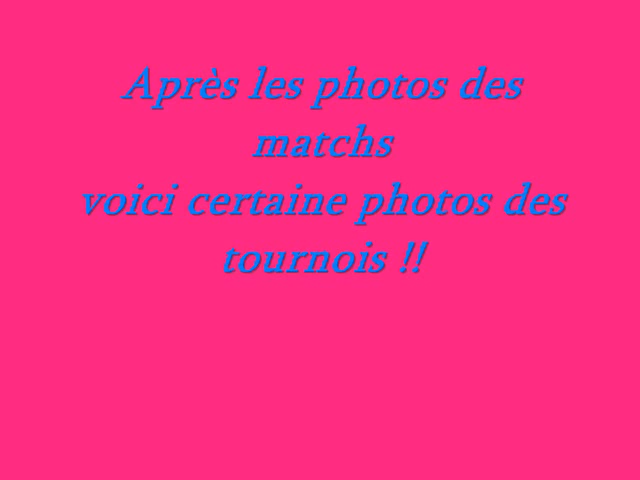 Après les photos des
matchs
voici certaine photos des
tournois !!